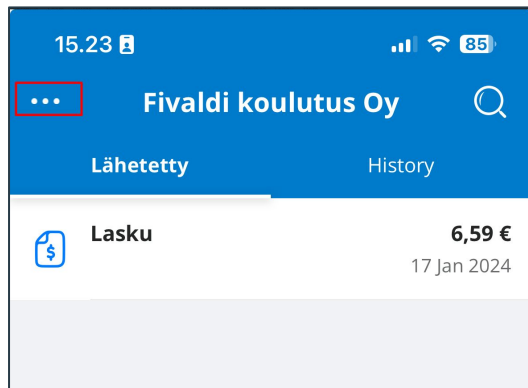 15.23 85
... Fivaldi koulutus Oy
Lähetetty History
Lasku 6,59 €
$ 17 Jan 2024